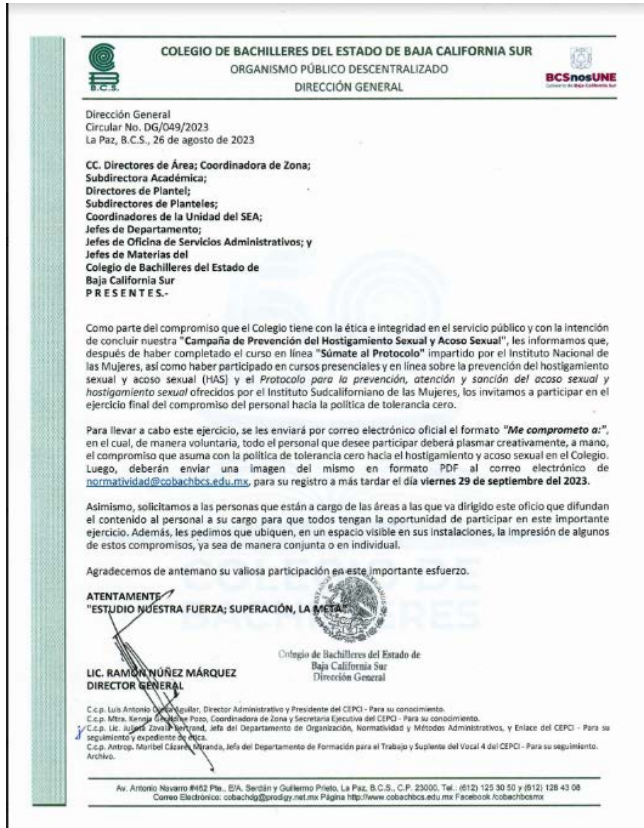 COLEGIO DE BACHILLERES DEL ESTADO DE BAJA CALIFORNIA SUR
ORGANISMO PÚBLICO DESCENTRALIZADO
DIRECCIÓN GENERAL
B.C.S.
BCSnosUNE
Dirección General
Circular No. DG/049/2023
La Paz, B.C.S., 26 de agosto de 2023
CC. Directores de Área; Coordinadora de Zona;
Subdirectora Académica;
Directores de Plantel;
Subdirectores de Planteles;
Coordinadores de la Unidad del SEA;
Jefes de Departamento;
Jefes de Oficina de Servicios Administrativos; y
Jefes de Materias del
Colegio de Bachilleres del Estado de
Baja California Sur
P R E S E N T E S.-
Como parte del compromiso que el Colegio tiene con la ética e integridad en el servicio público y con la intención
de concluir nuestra "Campaña de Prevención del Hostigamiento Sexual y Acoso Sexual", les informamos que,
después de haber completado el curso en línea "Súmate al Protocolo" impartido por el Instituto Nacional de
las Mujeres, así como haber participado en cursos presenciales y en línea sobre la prevención del hostigamiento
sexual y acoso sexual (HAS) y el Protocolo para la prevención, atención y sanción del acoso sexual y
hostigamiento sexual ofrecidos por el Instituto Sudcaliforniano de las Mujeres, los invitamos a participar en el
ejercicio final del compromiso del personal hacia la política de tolerancia cero.
Para llevar a cabo este ejercicio, se les enviará por correo electrónico oficial el formato "Me comprometo a:",
en el cual, de manera voluntaria, todo el personal que desee participar deberá plasmar creativamente, a mano,
el compromiso que asuma con la política de tolerancia cero hacia el hostigamiento y acoso sexual en el Colegio.
Luego, deberán enviar una imagen del mismo en formato PDF al correo electrónico de
normatividad@cobachbcs.edu.mx, para su registro a más tardar el día viernes 29 de septiembre del 2023.
Asimismo, solicitamos a las personas que están a cargo de las áreas a las que va dirigido este oficio que difundan
el contenido al personal a su cargo para que todos tengan la oportunidad de participar en este importante
ejercicio. Además, les pedimos que ubiquen, en un espacio visible en sus instalaciones, la impresión de algunos
de estos compromisos, ya sea de manera conjunta o en individual.
Agradecemos de antemano su valiosa participación en este importante esfuerzo.
ATENTAMENTE
"ESTUDIO NUESTRA FUERZA; SUPERACIÓN, LA META"
Colegio de Bachilleres del Estado de
Baja California Sur
Dirección General
LIC. RAMÓN NÚÑEZ MÁRQUEZ
DIRECTOR GENERAL
C.c.p. Luis Antonio Aguilar, Director Administrativo y Presidente del CEPCI - Para su conocimiento.
C.c.p. Mtra. Kenia Pozo, Coordinadora de Zona y Secretaria Ejecutiva del CEPCI - Para su conocimiento.
C.c.p. Lic. Julieta Zavala Bertrand, Jefa del Departamento de Organización, Normatividad y Métodos Administrativos, y Enlace del CEPCI - Para su
seguimiento y expediente de ética.
C.c.p. Antrop. Maribel Cázares Miranda, Jefa del Departamento de Formación para el Trabajo y Suplente del Vocal 4 del CEPCI - Para su seguimiento.
Archivo.
Av. Antonio Navarro #462 Pte., E/A. Serdán y Guillermo Prieto, La Paz, B.C.S., C.P. 23000, Tel.: (612) 125 30 50 y (612) 128 43 08
Correo Electrónico: cobachdg@prodigy.net.mx Página http://www.cobachbcs.edu.mx Facebook /cobachbcsmx